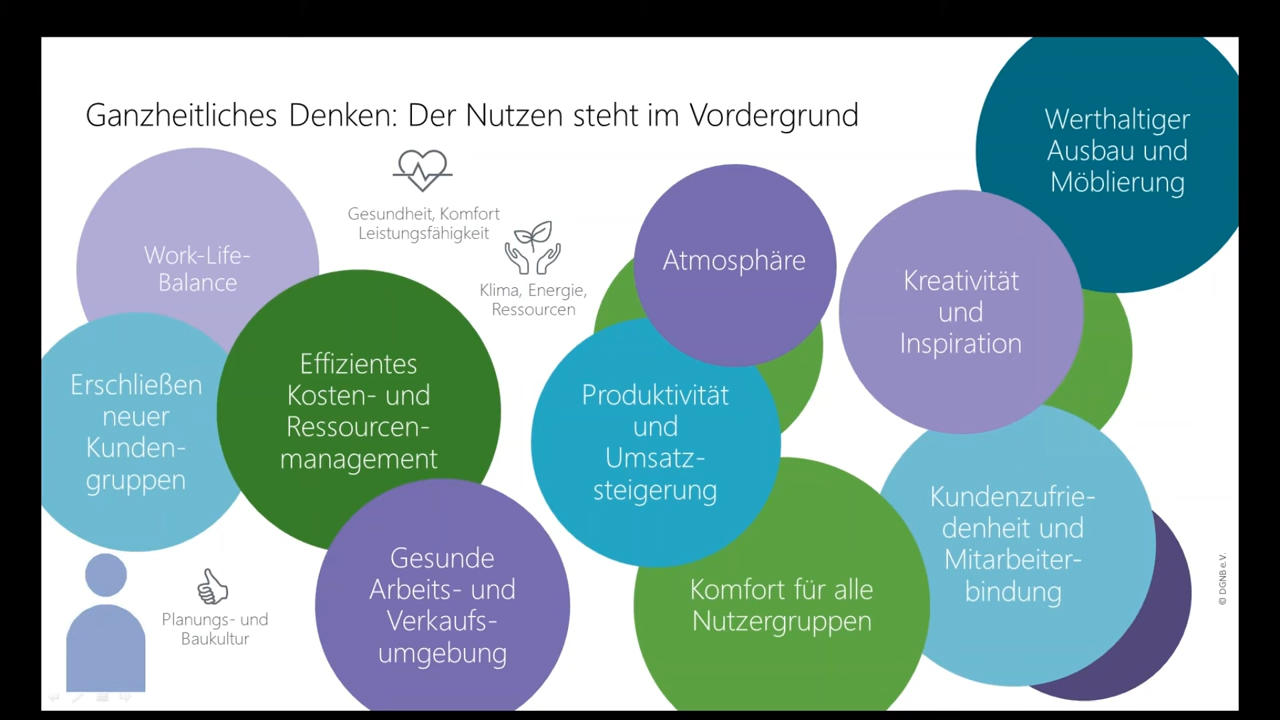 Ganzheitliches Denken: Der Nutzen steht im Vordergrund
Werthaltiger
Ausbau und
Möblierung
Gesundheit, Komfort
Leistungsfähigkeit
Work-Life-
Balance
Klima, Energie,
Ressourcen
Atmosphäre
Kreativität
und
Inspiration
Erschließen
neuer
Kunden-
gruppen
Effizientes
Kosten- und
Ressourcen-
management
Produktivität
und
Umsatz-
steigerung
Kundenzufrie-
denheit und
Mitarbeiter-
bindung
Gesunde
Arbeits- und
Verkaufs-
umgebung
Komfort für alle
Nutzergruppen
Planungs- und
Baukultur
© DGNB e.V.